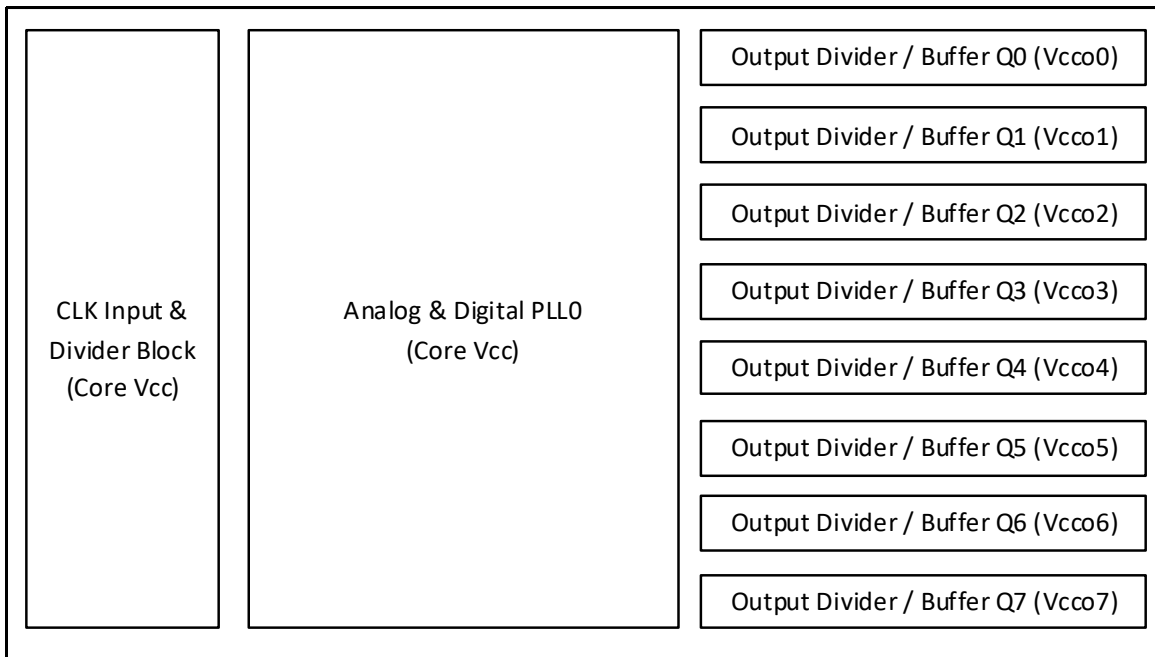 CLK Input &
Divider Block
(Core Vcc)
Analog & Digital PLL0
(Core Vcc)
Output Divider / Buffer Q0 (Vcco0)
Output Divider / Buffer Q1 (Vcco1)
Output Divider / Buffer Q2 (Vcco2)
Output Divider / Buffer Q3 (Vcco3)
Output Divider / Buffer Q4 (Vcco4)
Output Divider / Buffer Q5 (Vcco5)
Output Divider / Buffer Q6 (Vcco6)
Output Divider / Buffer Q7 (Vcco7)